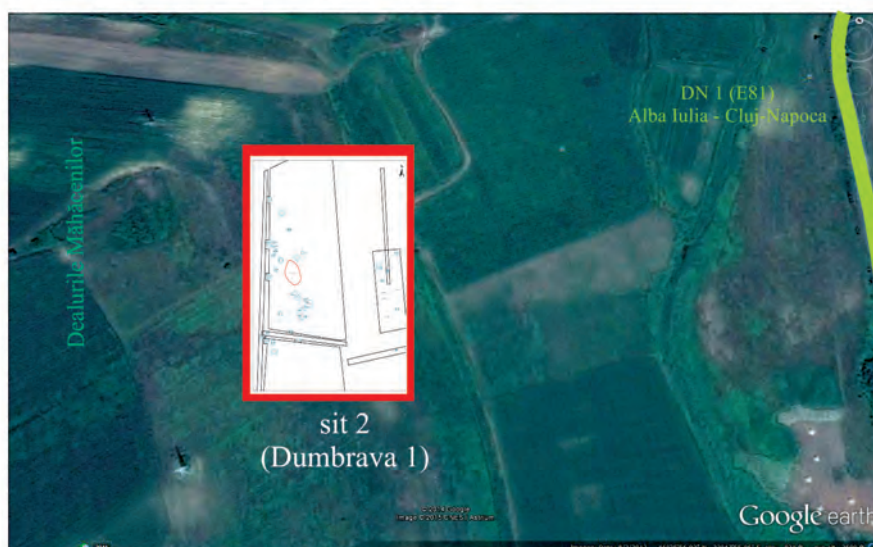 DN 1 (E81)
Alba Iulia - Cluj-Napoca
Dealurile Măhăcenilor
sit 2
(Dumbrava 1)
Google earth